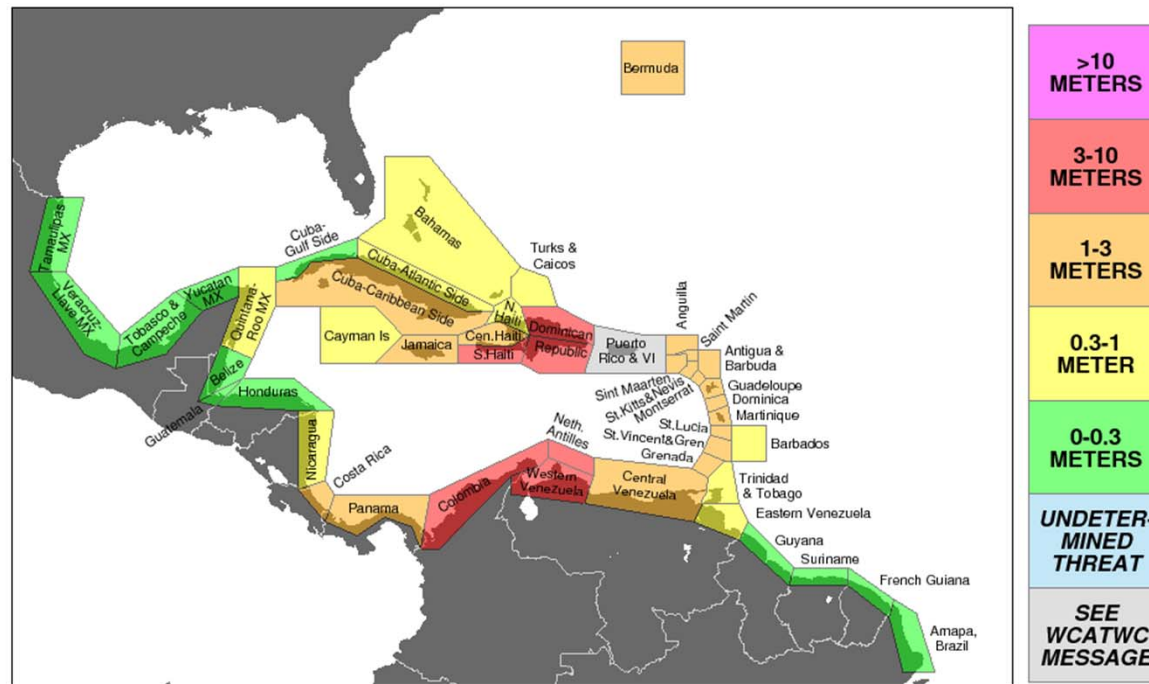 Bermuda
Bahamas
Cuba-
Gulf Side
Turks &
Caicos
Cuba-Atlantic Side
Cuba-Caribbean Side
Tamaulipas
MX
Veracruz-
Llave MX
Tobasco &
Campeche
Yucatan
MX
Quintana-
Roo MX
Cayman Is
Jamaica
N.
Haiti
Cen.Haiti
S.Haiti
Dominican
Republic
Puerto
Rico & VI
Anguilla
Saint Martin
Antigua &
Barbuda
Sint Maarten
St.Kitts&Nevis
Montserrat
Guadeloupe
Dominica
Martinique
St.Lucia
St.Vincent&Gren
Grenada
Barbados
Belize
Honduras
Guatemala
Nicaragua
Costa Rica
Panama
Colombia
Neth.
Antilles
Western
Venezuela
Central
Venezuela
Trinidad
& Tobago
Eastern Venezuela
Guyana
Suriname
French Guiana
Amapa,
Brazil
>10
METERS
3-10
METERS
1-3
METERS
0.3-1
METER
0-0.3
METERS
UNDETER-
MINED
THREAT
SEE
WCATWC
MESSAGE